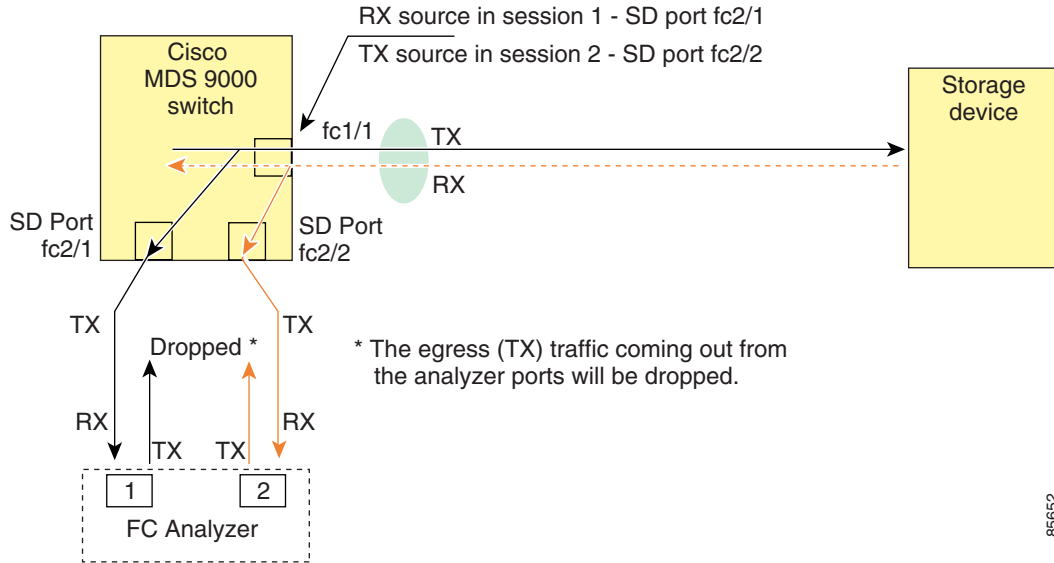 RX source in session 1 - SD port fc2/1
TX source in session 2 - SD port fc2/2
Cisco
MDS 9000
switch
Storage
device
fc1/1
TX
RX
SD Port
fc2/1
SD Port
fc2/2
TX
TX
Dropped *
* The egress (TX) traffic coming out from
the analyzer ports will be dropped.
RX
TX
TX
RX
1
2
FC Analyzer
85652